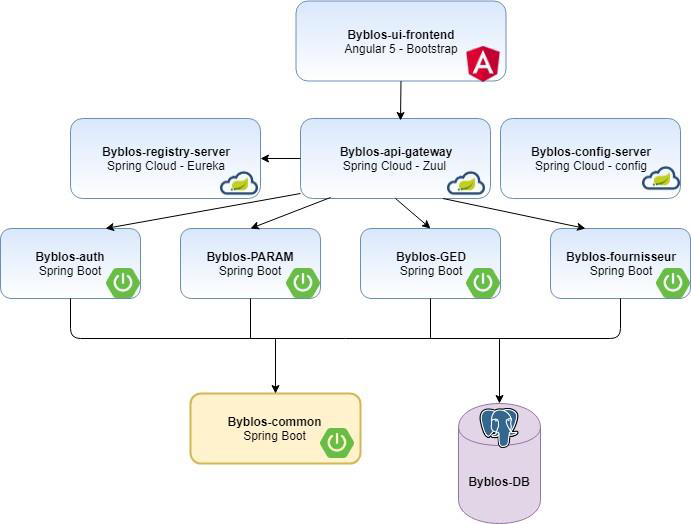 Byblos-ui-frontend
Angular 5 - Bootstrap
A
Byblos-registry-server
Spring Cloud - Eureka
Byblos-api-gateway
Spring Cloud - Zuul
Byblos-config-server
Spring Cloud - config
Byblos-auth
Spring Boot
Byblos-PARAM
Spring Boot
Byblos-GED
Spring Boot
Byblos-fournisseur
Spring Boot
Byblos-common
Spring Boot
Byblos-DB